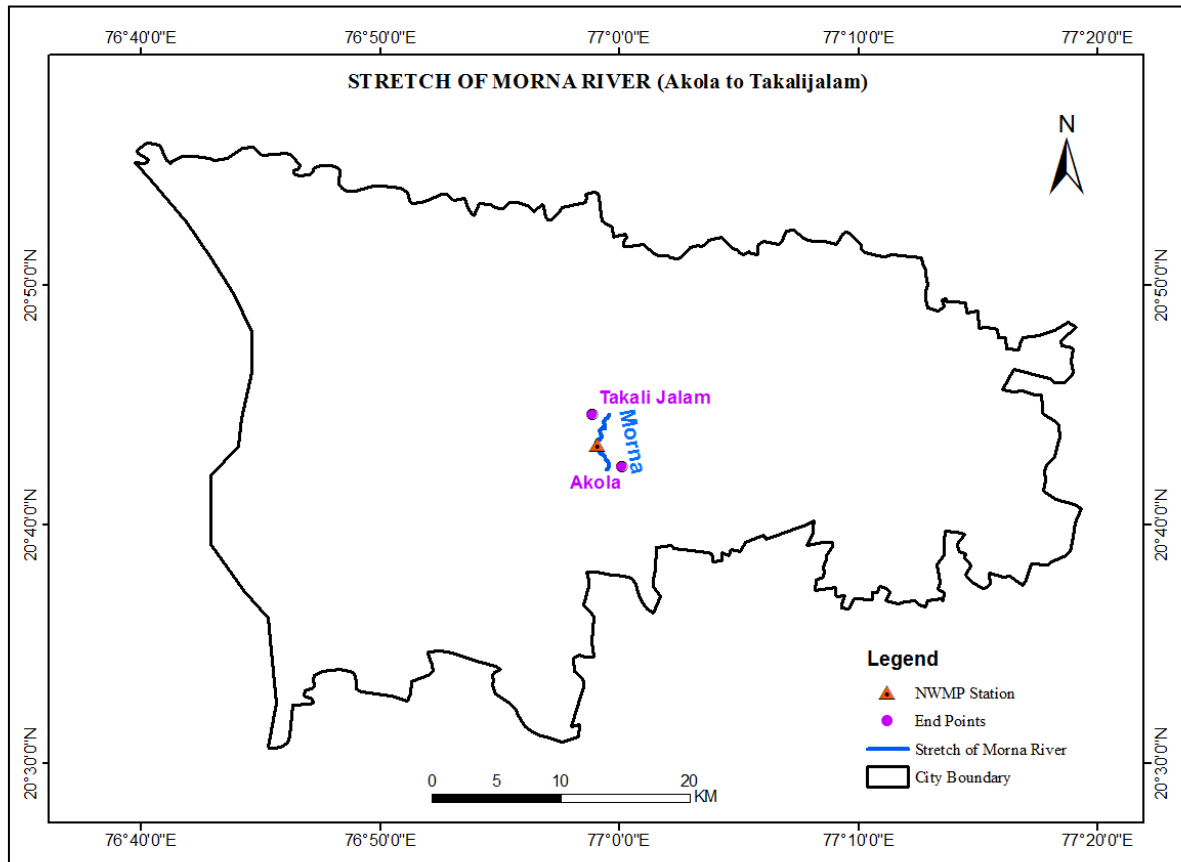 76°40'0"E 76°50'0"E 77°0'0"E 77°10'0"E 77°20'0"E
STRETCH OF MORNA RIVER (Akola to Takalijalam)
N
20°50'0"N 20°50'0"N
Takali Jalam
Morna
Akola
20°40'0"N 20°40'0"N
Legend
NWMP Station
End Points
Stretch of Morna River
City Boundary
20°30'0"N 20°30'0"N
0 5 10 20
KM
76°40'0"E 76°50'0"E 77°0'0"E 77°10'0"E 77°20'0"E